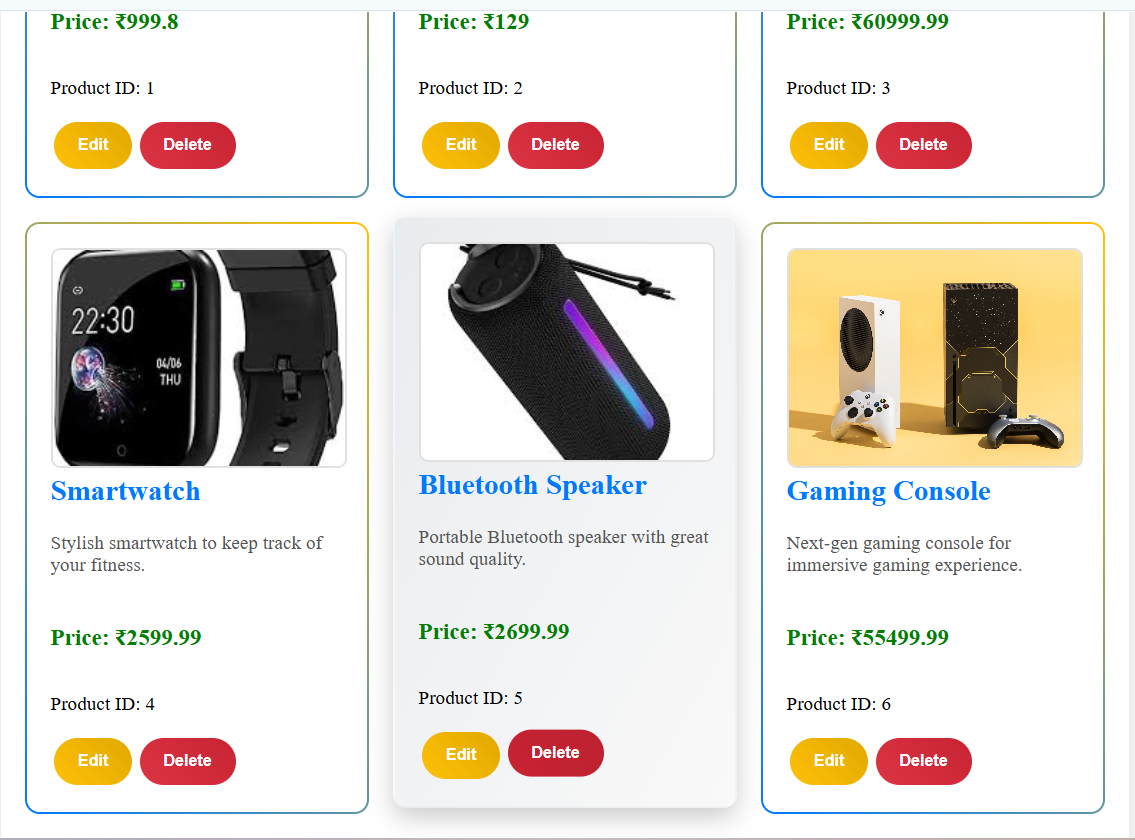 Price: ₹999.8
Price: ₹129
Price: ₹60999.99
Product ID: 1
Product ID: 2
Product ID: 3
Edit Delete
Edit Delete
Edit Delete
22:30
04/06
THU
Smartwatch
Stylish smartwatch to keep track of
your fitness.
Price: ₹2599.99
Product ID: 4
Edit Delete
Bluetooth Speaker
Portable Bluetooth speaker with great
sound quality.
Price: ₹2699.99
Product ID: 5
Edit Delete
Gaming Console
Next-gen gaming console for
immersive gaming experience.
Price: ₹55499.99
Product ID: 6
Edit Delete